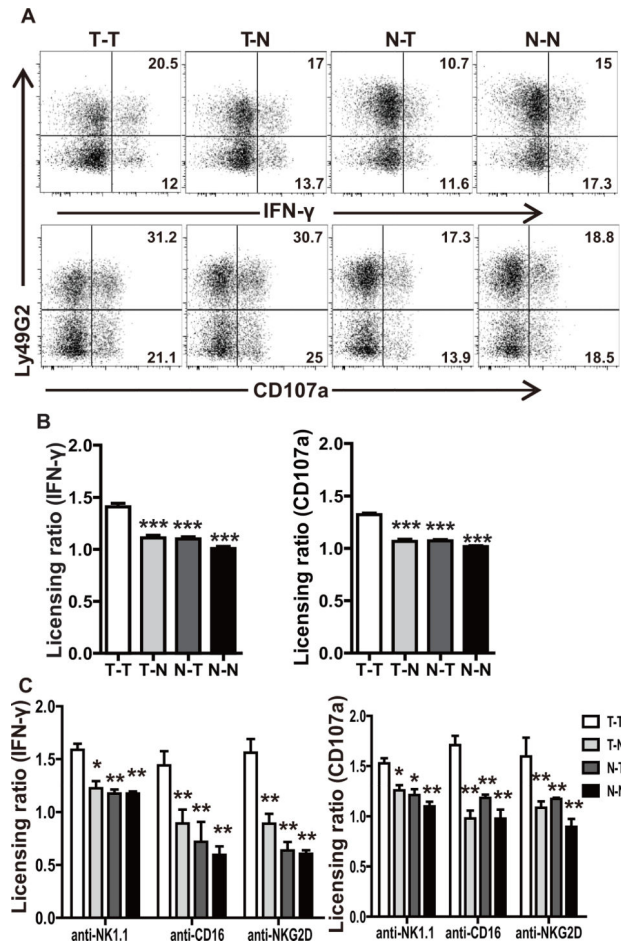 A
T-T T-N N-T N-N
20.5 17 10.7 15
12 13.7 11.6 17.3
IFN-γ
31.2 30.7 17.3 18.8
21.1 25 13.9 18.5
Ly49G2
CD107a
B
Licensing ratio (IFN-γ)
2.0
1.5
1.0
0.5
0.0
*** *** ***
T-T T-N N-T N-N
Licensing ratio (CD107a)
2.0
1.5
1.0
0.5
0.0
*** *** ***
T-T T-N N-T N-N
C
Licensing ratio (IFN-γ)
2.0
1.5
1.0
0.5
0.0
* ** ** ** ** ** ** ** **
anti-NK1.1 anti-CD16 anti-NKG2D
Licensing ratio (CD107a)
2.0
1.5
1.0
0.5
0.0
* * ** ** ** ** ** ** **
anti-NK1.1 anti-CD16 anti-NKG2D
T-T
T-N
N-T
N-N